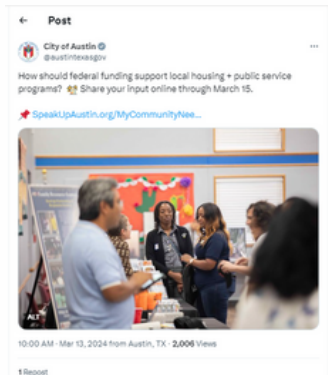 Post
City of Austin
@austintexasgov
How should federal funding support local housing + public service
programs? Share your input online through March 15.
SpeakUpAustin.org/MyCommunityNee...
ALT
10:00 AM · Mar 13, 2024 from Austin, TX · 2,006 Views
1 Repost